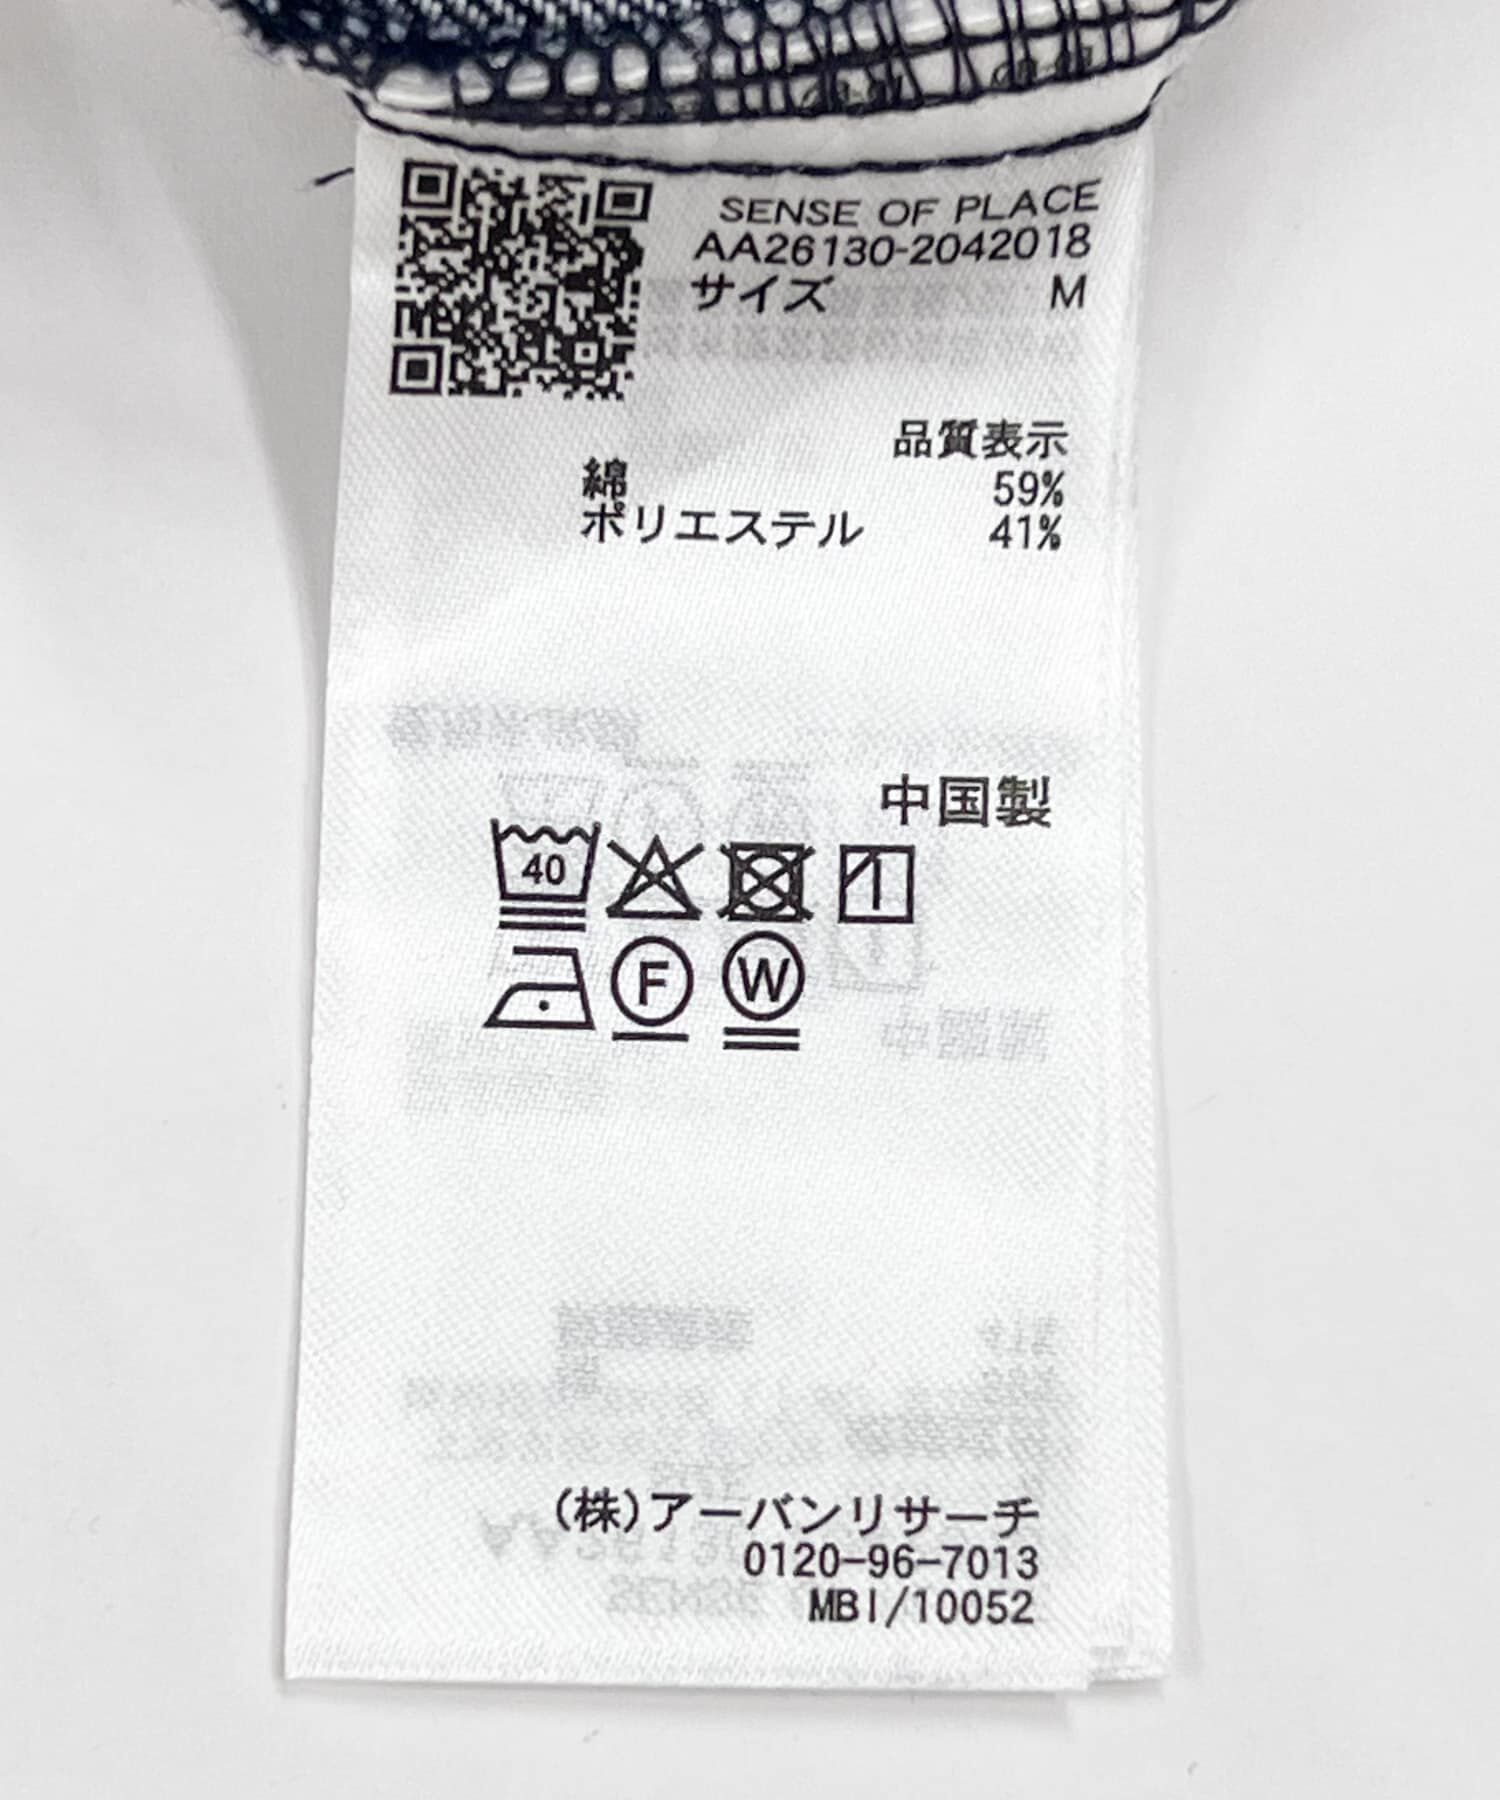 SENSE OF PLACE
AA26130-2042018
サイズ M
品質表示
綿 59%
ポリエステル 41%
中国製
40
F W
(株)アーバンリサーチ
0120-96-7013
MBI/10052